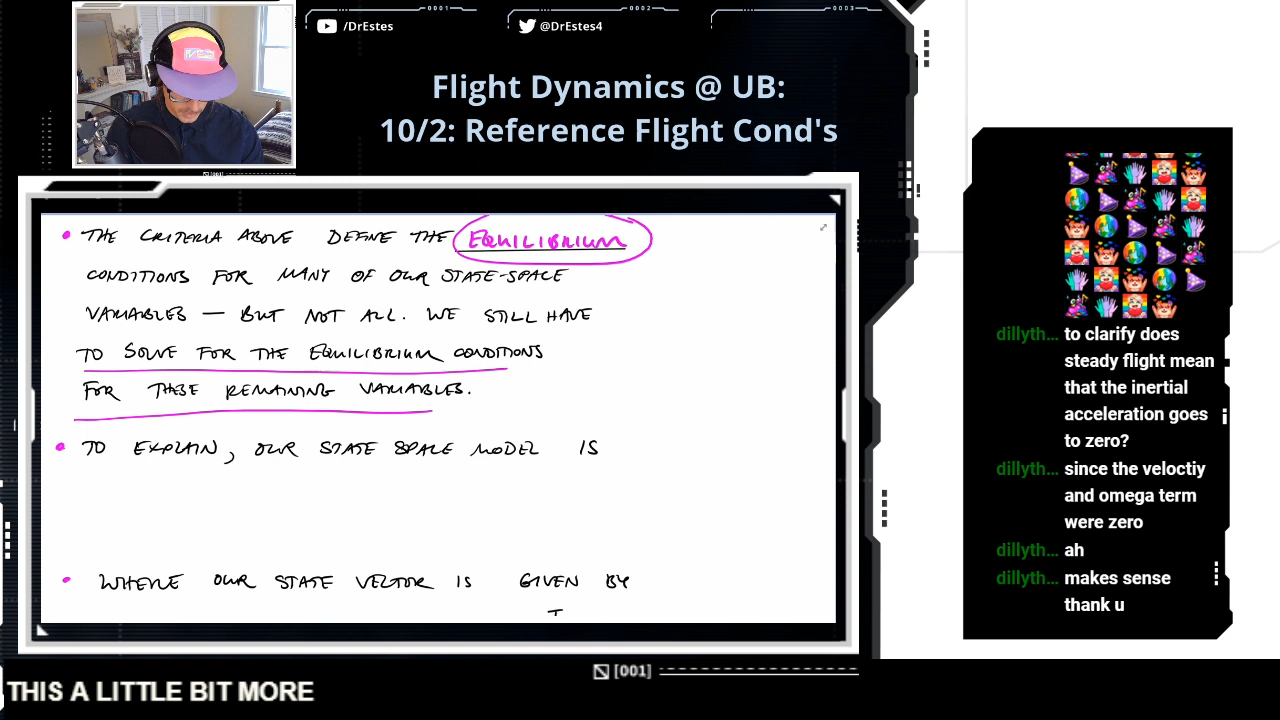 0001
0002
0003
/DrEstes
@DrEstes4
Flight Dynamics @ UB:
10/2: Reference Flight Cond's
[001]
• THE CRITERIA ABOVE DEFINE THE EQUILIBRIUM
CONDITIONS FOR MANY OF OUR STATE-SPACE
VARIABLES — BUT NOT ALL. WE STILL HAVE
TO SOLVE FOR THE EQUILIBRIUM CONDITIONS
FOR THESE REMAINING VARIABLES.
• TO EXPLAIN, OUR STATE SPACE MODEL IS
• WHERE OUR STATE VECTOR IS GIVEN BY
T
dillyth... to clarify does
steady flight mean
that the inertial
acceleration goes
to zero?
dillyth... since the veloctiy
and omega term
were zero
dillyth... ah
dillyth... makes sense
thank u
[001]
THIS A LITTLE BIT MORE